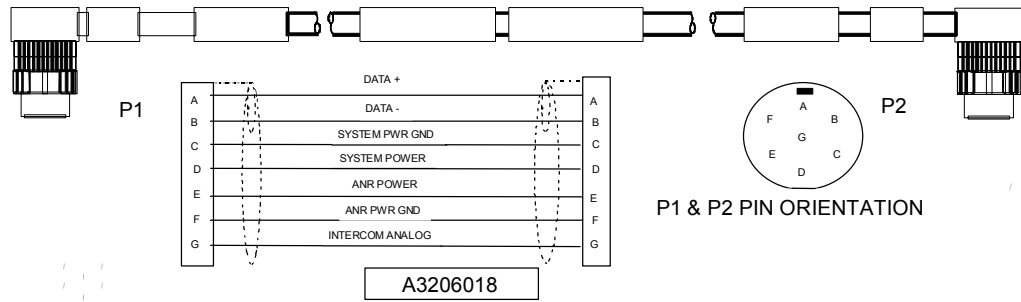 P1
DATA +
A A
DATA -
B B
SYSTEM PWR GND
C C
SYSTEM POWER
D D
ANR POWER
E E
ANR PWR GND
F F
INTERCOM ANALOG
G G
A3206018
P2
A
F B
G
E C
D
P1 & P2 PIN ORIENTATION